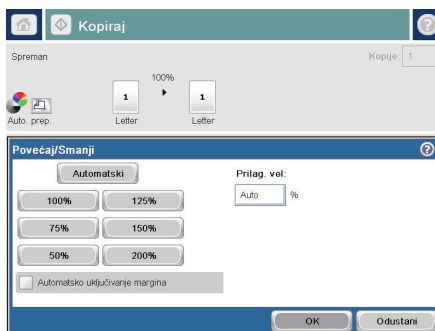 Kopiraj
Spreman
Kopije: 1
100%
1 1
Auto. prep. Letter Letter
Povećaj/Smanji
Automatski
Prilag. vel:
100% 125%
Auto %
75% 150%
50% 200%
Automatsko uključivanje margina
OK Odustani